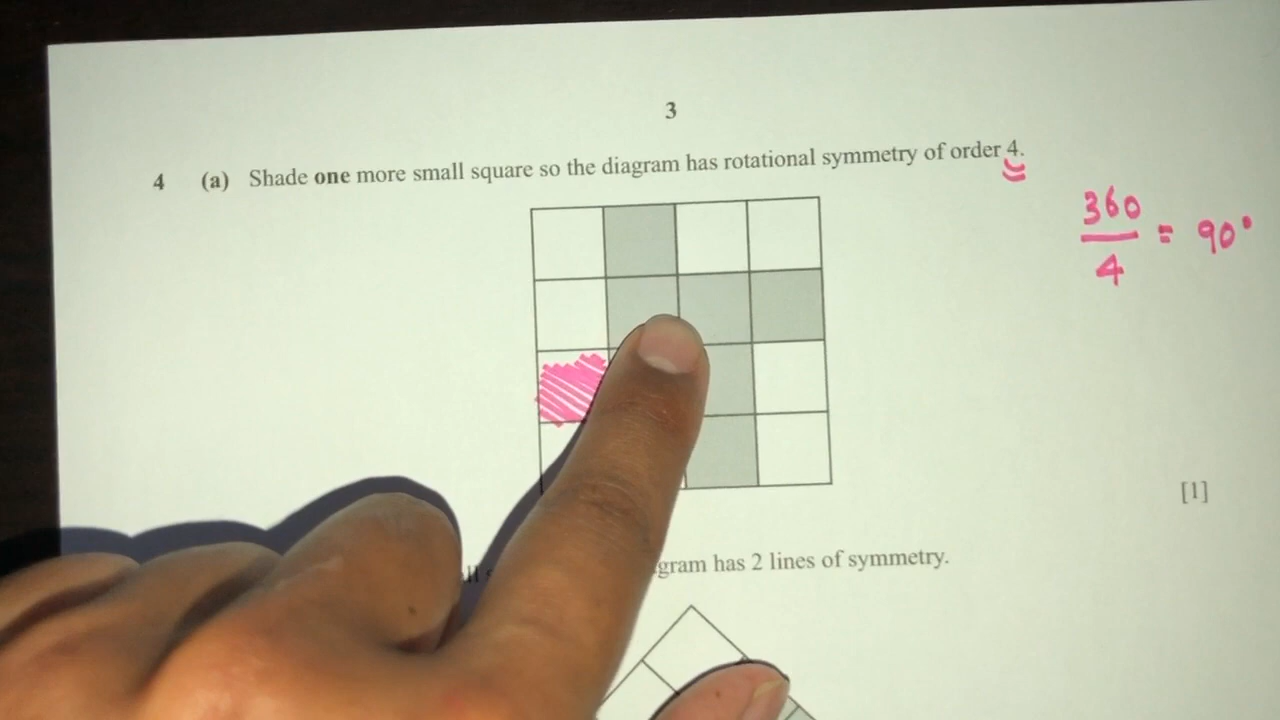 3
4 (a) Shade one more small square so the diagram has rotational symmetry of order 4.
360
4
= 90°
[1]
gram has 2 lines of symmetry.